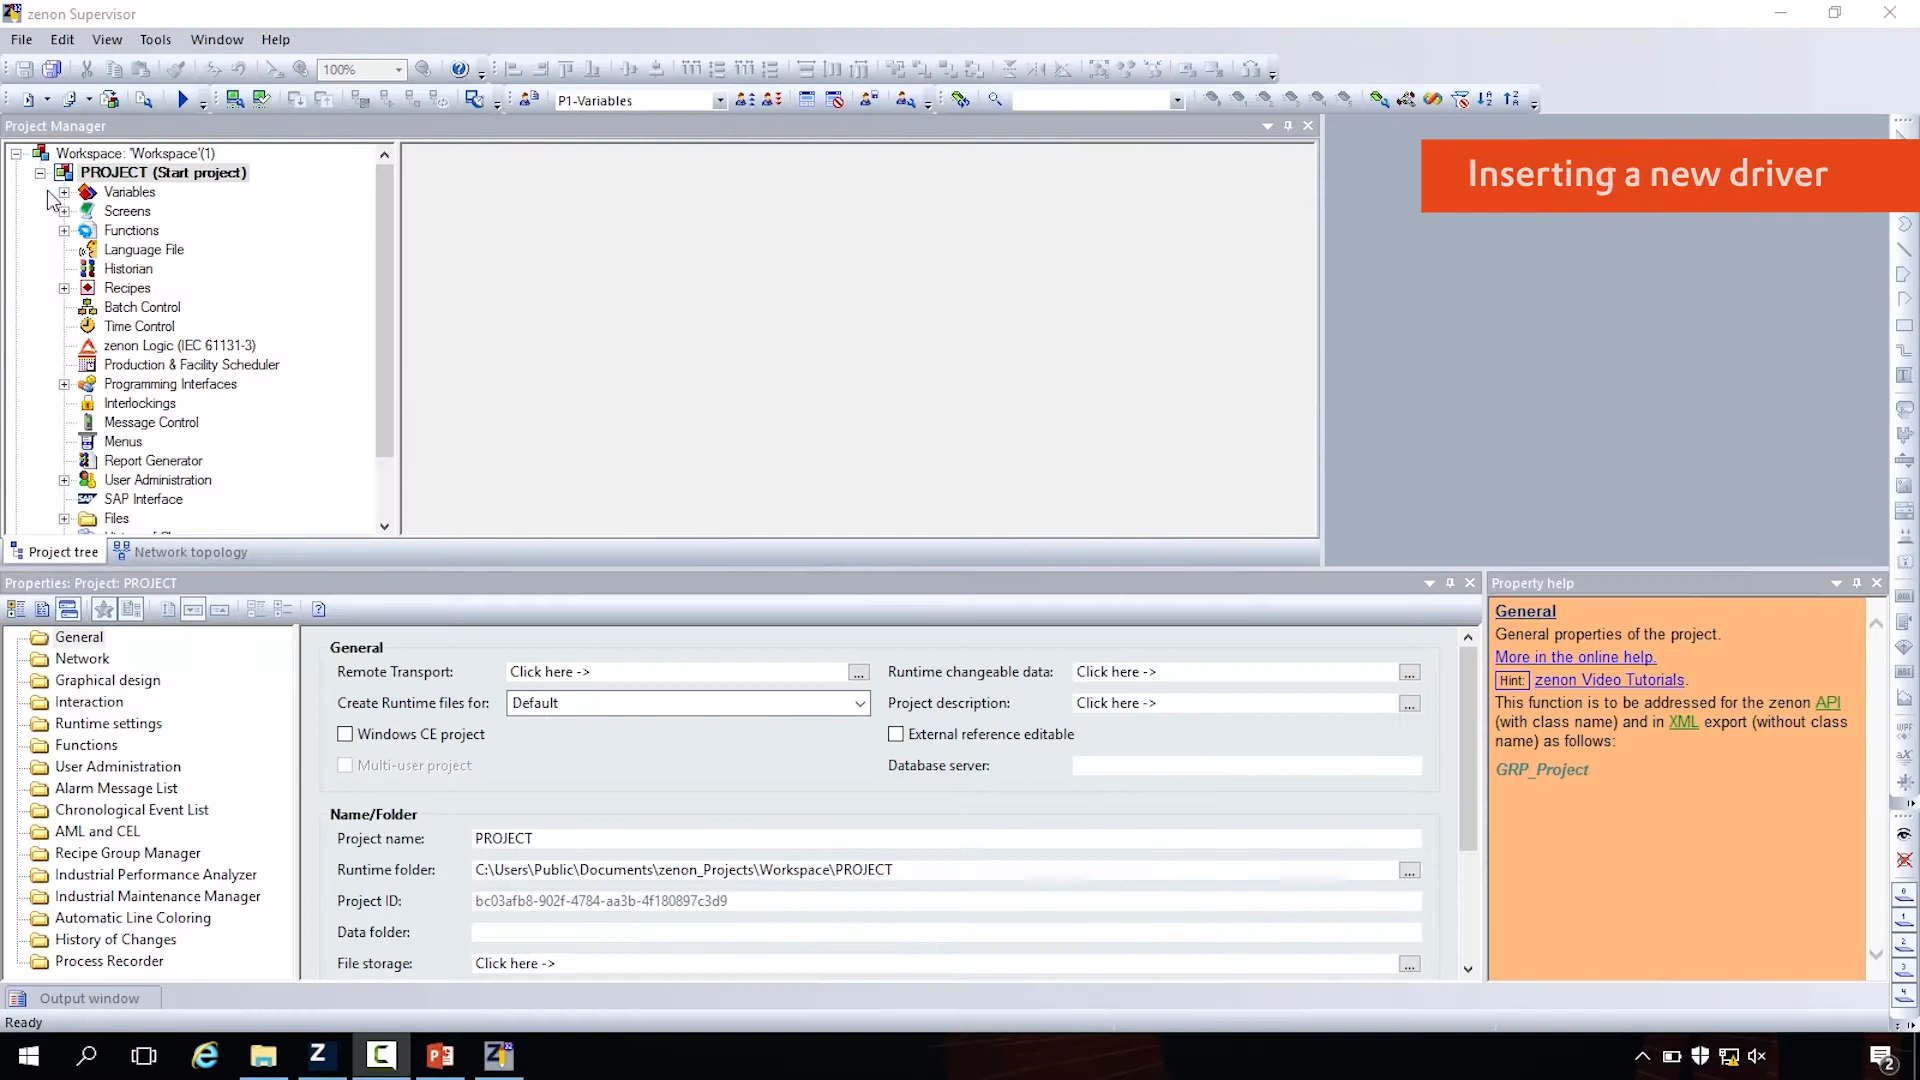 zenon Supervisor
File Edit View Tools Window Help
100%
P1-Variables
Project Manager
Workspace: 'Workspace'(1)
PROJECT (Start project)
Variables
Screens
Functions
Language File
Historian
Recipes
Batch Control
Time Control
zenon Logic (IEC 61131-3)
Production & Facility Scheduler
Programming Interfaces
Interlockings
Message Control
Menus
Report Generator
User Administration
SAP Interface
Files
Project tree
Network topology
Inserting a new driver
Properties: Project: PROJECT
General
Network
Graphical design
Interaction
Runtime settings
Functions
User Administration
Alarm Message List
Chronological Event List
AML and CEL
Recipe Group Manager
Industrial Performance Analyzer
Industrial Maintenance Manager
Automatic Line Coloring
History of Changes
Process Recorder
General
Remote Transport: Click here -> ...
Runtime changeable data: Click here -> ...
Create Runtime files for: Default
Project description: Click here -> ...
Windows CE project
External reference editable
Multi-user project
Database server:
Name/Folder
Project name: PROJECT
Runtime folder: C:\Users\Public\Documents\zenon_Projects\Workspace\PROJECT ...
Project ID: bc03afb8-902f-4784-aa3b-4f180897c3d9
Data folder:
File storage: Click here -> ...
Property help
General
General properties of the project.
More in the online help.
Hint: zenon Video Tutorials.
This function is to be addressed for the zenon API
(with class name) and in XML export (without class
name) as follows:
GRP_Project
Output window
Ready
2